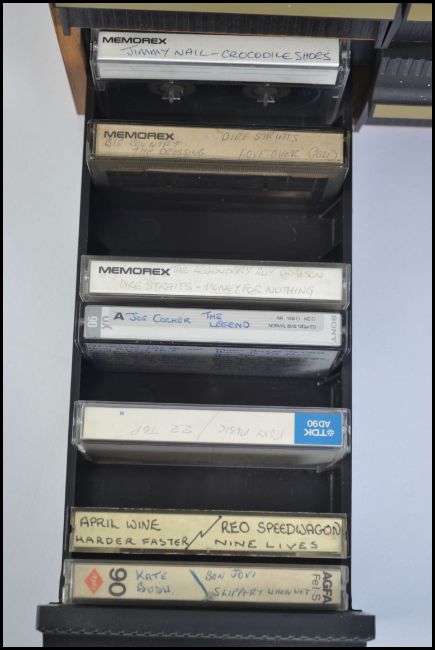 MEMOREX
JIMMY NAIL - CROCODILE SHOES
MEMOREX DIRE STRAITS
BIG COUNTRY
THE CROSSING LOVE OVER GOLD
MEMOREX THE LEGENDARY ROY ORBISON
DIRE STRAITS - MONEY FOR NOTHING
90 UX A JOE COCKER THE
LEGEND
SONY
ROXY MUSIC / ZZ TOP
TDK
AD90
APRIL WINE REO SPEEDWAGON
HARDER FASTER NINE LIVES
90 KATE
BUSH BON JOVI
SLIPPERY WHEN WET
AGFA
FeI-S